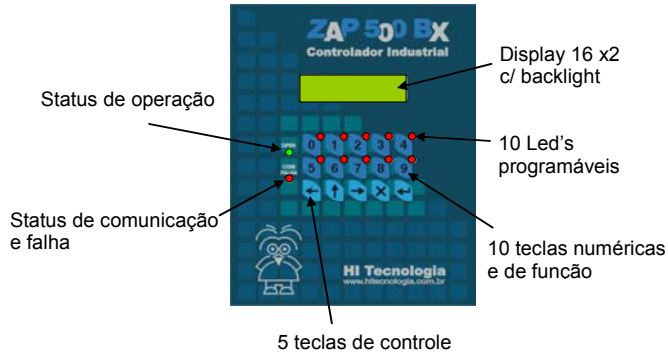 ZAP 500 BX
Controlador Industrial
Display 16 x2
c/ backlight
Status de operação
0 1 2 3 4
10 Led's
programáveis
5 6 7 8 9
Status de comunicação
e falha
10 teclas numéricas
e de funcão
HI Tecnologia
www.hitecnologia.com.br
5 teclas de controle